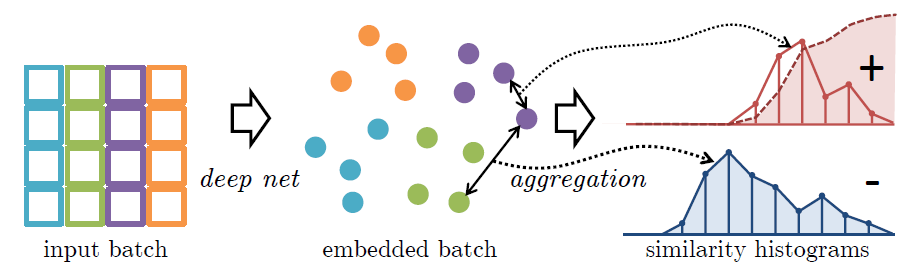 +
deep net
aggregation
-
input batch
embedded batch
similarity histograms